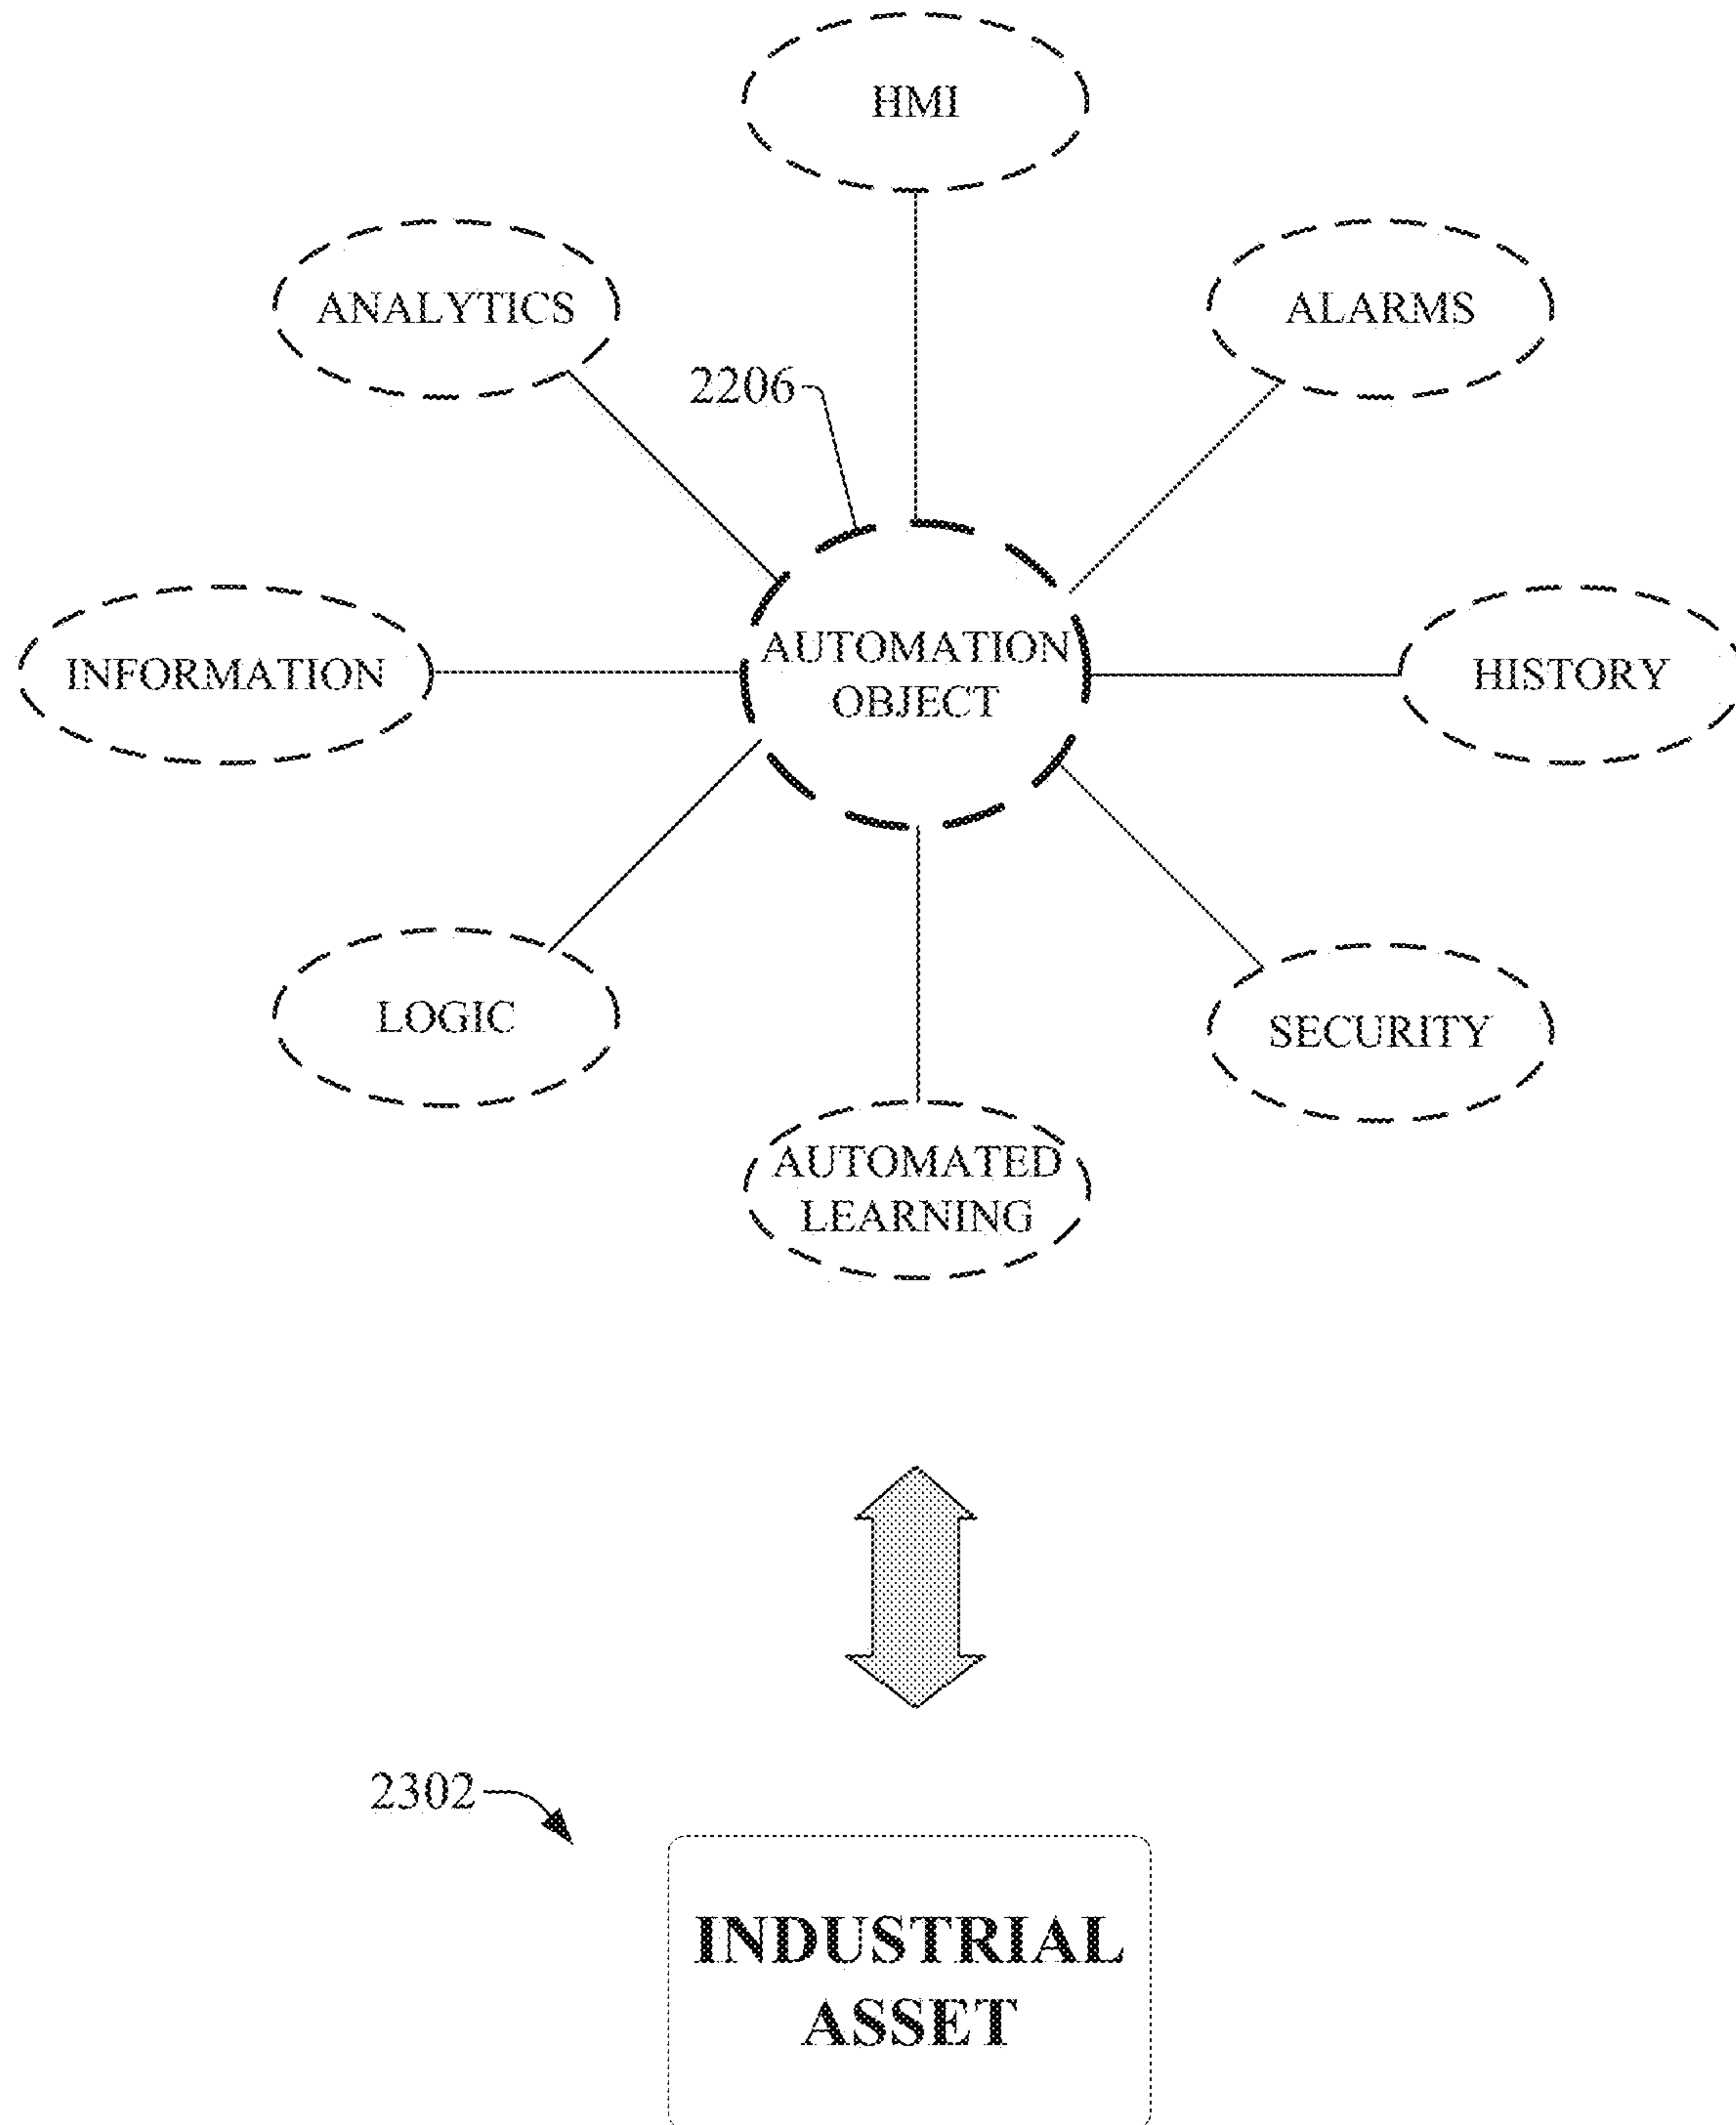 HMI
ANALYTICS
ALARMS
2206
AUTOMATION
OBJECT
INFORMATION
HISTORY
LOGIC
SECURITY
AUTOMATED
LEARNING
2302
INDUSTRIAL
ASSET